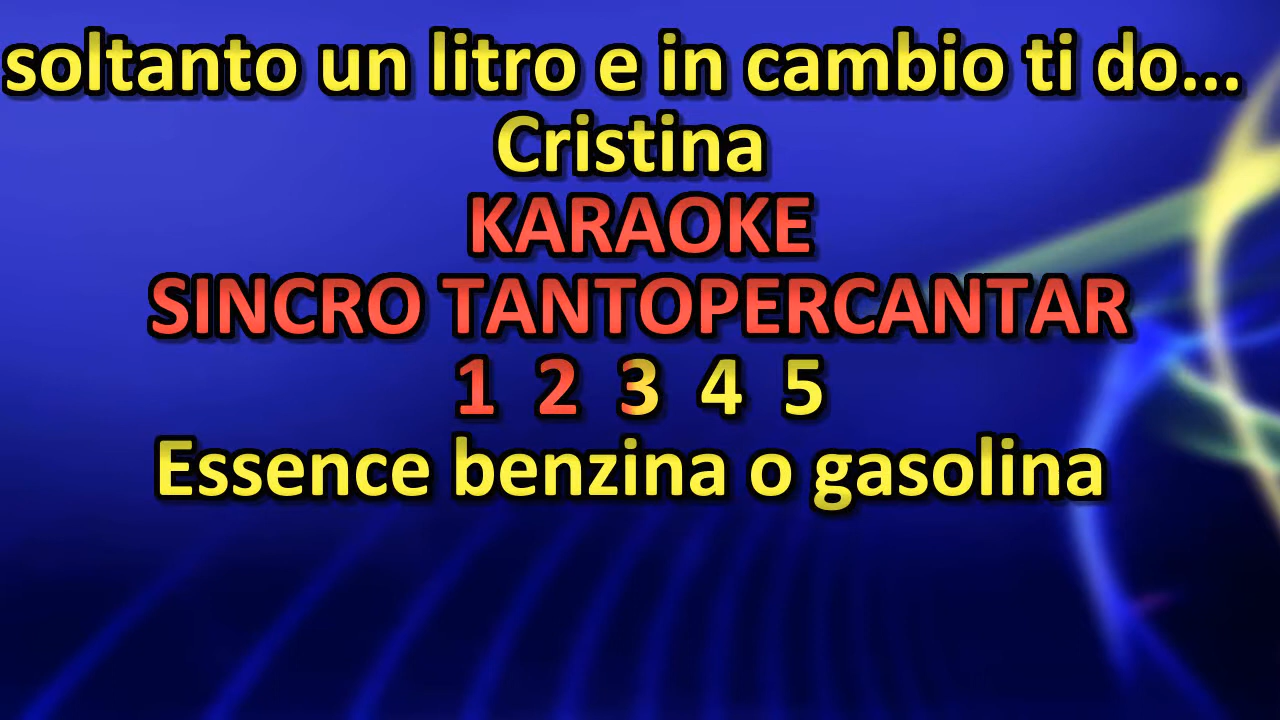 soltanto un litro e in cambio ti do...
Cristina
KARAOKE
SINCRO TANTOPERCANTAR
1 2 3 4 5
Essence benzina o gasolina